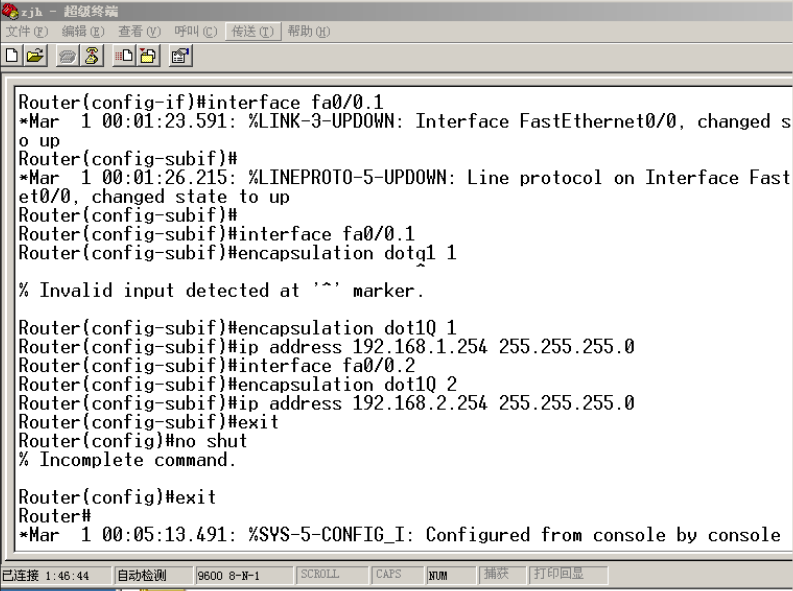 zjh - 超级终端
文件(F) 编辑(E) 查看(V) 呼叫(C) 传送(T) 帮助(H)
Router(config-if)#interface fa0/0.1
*Mar  1 00:01:23.591: %LINK-3-UPDOWN: Interface FastEthernet0/0, changed s
o up
Router(config-subif)#
*Mar  1 00:01:26.215: %LINEPROTO-5-UPDOWN: Line protocol on Interface Fast
et0/0, changed state to up
Router(config-subif)#
Router(config-subif)#interface fa0/0.1
Router(config-subif)#encapsulation dotq1 1
^
% Invalid input detected at '^' marker.
Router(config-subif)#encapsulation dot1Q 1
Router(config-subif)#ip address 192.168.1.254 255.255.255.0
Router(config-subif)#interface fa0/0.2
Router(config-subif)#encapsulation dot1Q 2
Router(config-subif)#ip address 192.168.2.254 255.255.255.0
Router(config-subif)#exit
Router(config)#no shut
% Incomplete command.
Router(config)#exit
Router#
*Mar  1 00:05:13.491: %SYS-5-CONFIG_I: Configured from console by console
已连接 1:46:44 自动检测 9600 8-N-1 SCROLL CAPS NUM 捕获 打印回显